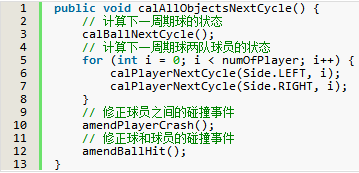 1 public void calAllObjectsNextCycle() {
2 // 计算下一周期球的状态
3 calBallNextCycle();
4 // 计算下一周期球两队球员的状态
5 for (int i = 0; i < numOfPlayer; i++) {
6 calPlayerNextCycle(Side.LEFT, i);
7 calPlayerNextCycle(Side.RIGHT, i);
8 }
9 // 修正球员之间的碰撞事件
10 amendPlayerCrash();
11 // 修正球和球员的碰撞事件
12 amendBallHit();
13 }